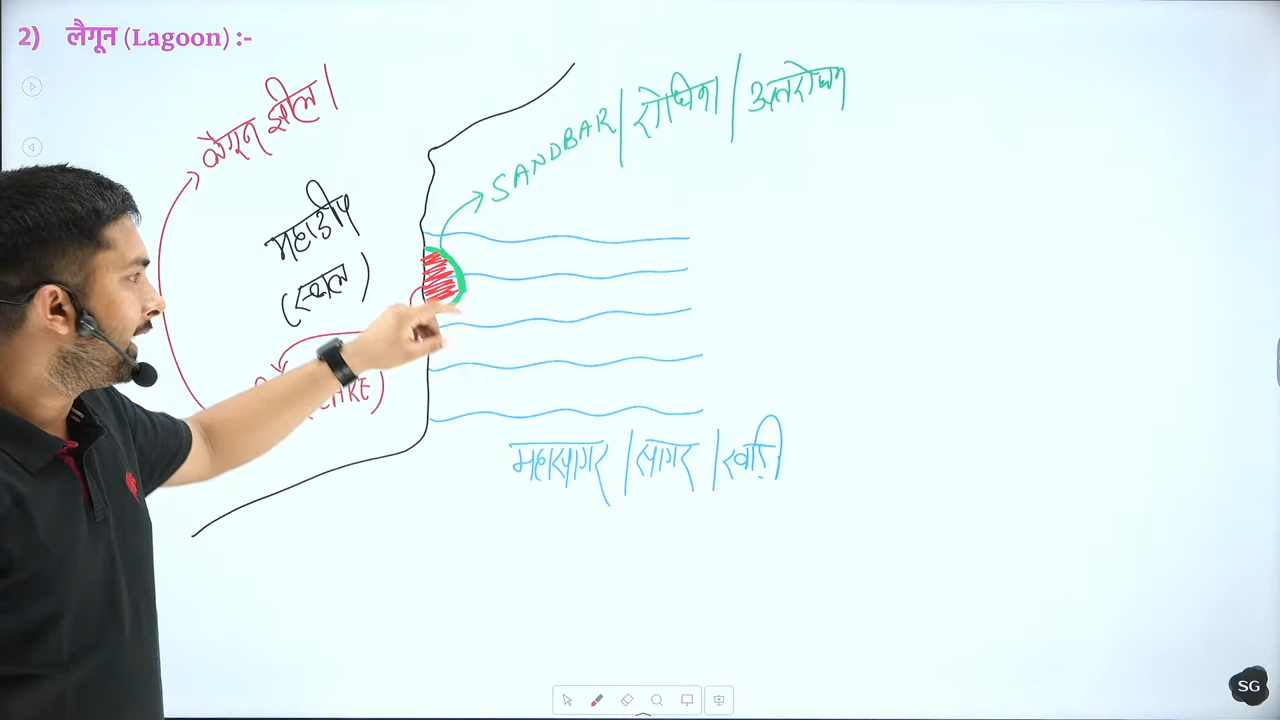 2) लैगून (Lagoon) :-
लैगून झील।
SANDBAR/रोधिका/अवरोधक
महाद्वीप
(स्थल)
महासागर/सागर/खाड़ी
SG